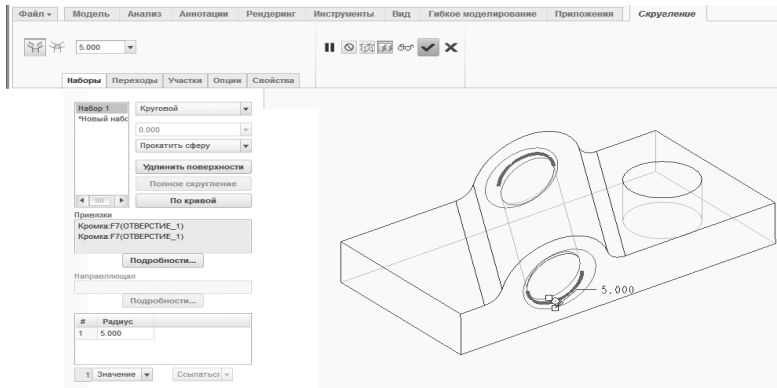 Файл Модель Анализ Аннотации Рендеринг Инструменты Вид Гибкое моделирование Приложения Скругление
5.000
Наборы Переходы Участки Опции Свойства
Набор 1 Круговой
*Новый набо
0.000
Прокатить сферу
Удлинить поверхности
Полное скругление
По кривой
Привязки
Кромка:F7(ОТВЕРСТИЕ_1)
Кромка:F7(ОТВЕРСТИЕ_1)
Подробности...
Направляющая
Подробности...
# Радиус
1 5.000
1 Значение Ссылаться
5.000